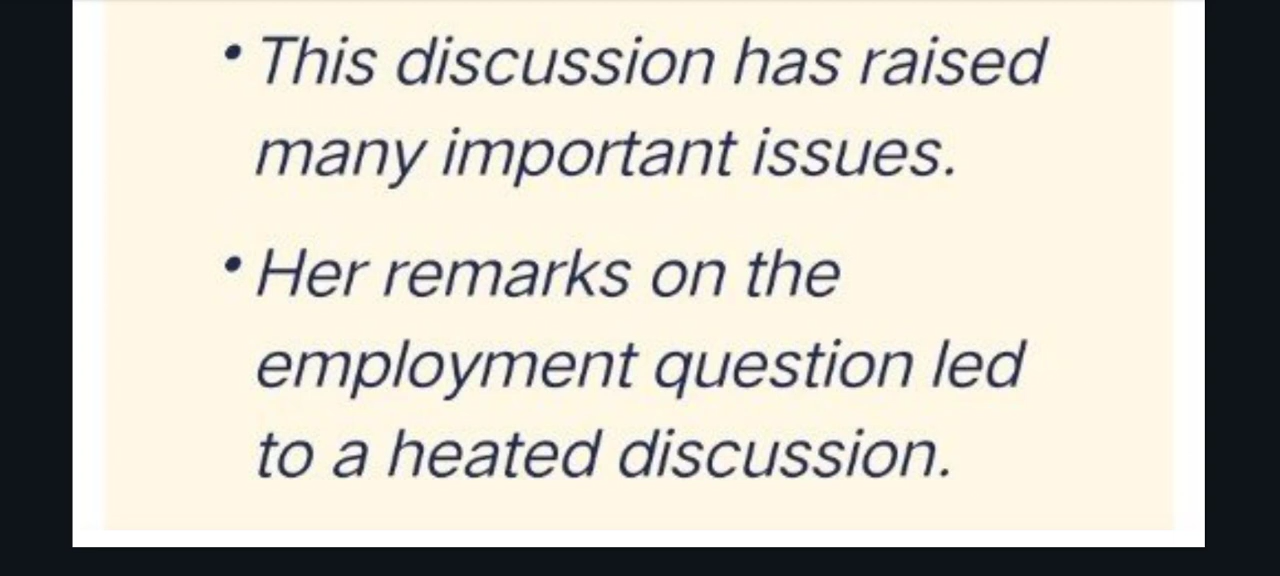 • This discussion has raised
many important issues.
• Her remarks on the
employment question led
to a heated discussion.